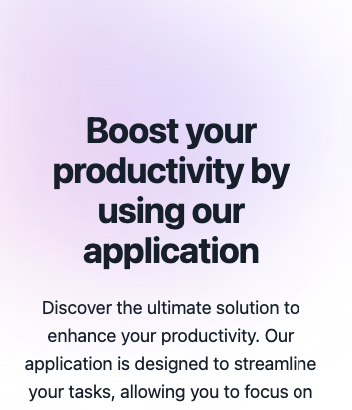 Boost your
productivity by
using our
application
Discover the ultimate solution to
enhance your productivity. Our
application is designed to streamline
your tasks, allowing you to focus on